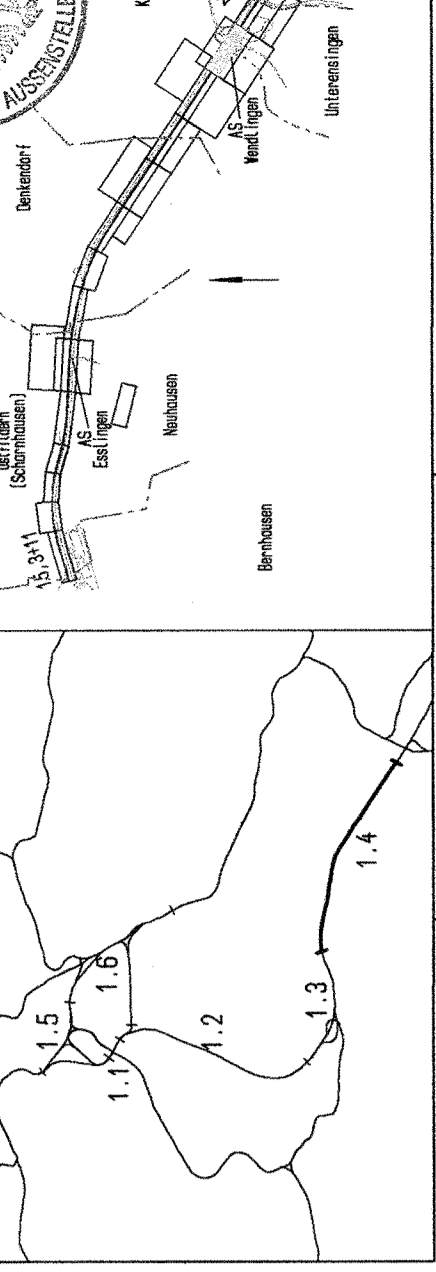 AUSSENSTELLE
K
Denkendorf
Ostfildern
(Scharnhausen)
15,3+11
AS
Esslingen
AS
Wendlingen
Unterensingen
Neuhausen
Bernhausen
1.5
1.6
1.1
1.2
1.3
1.4